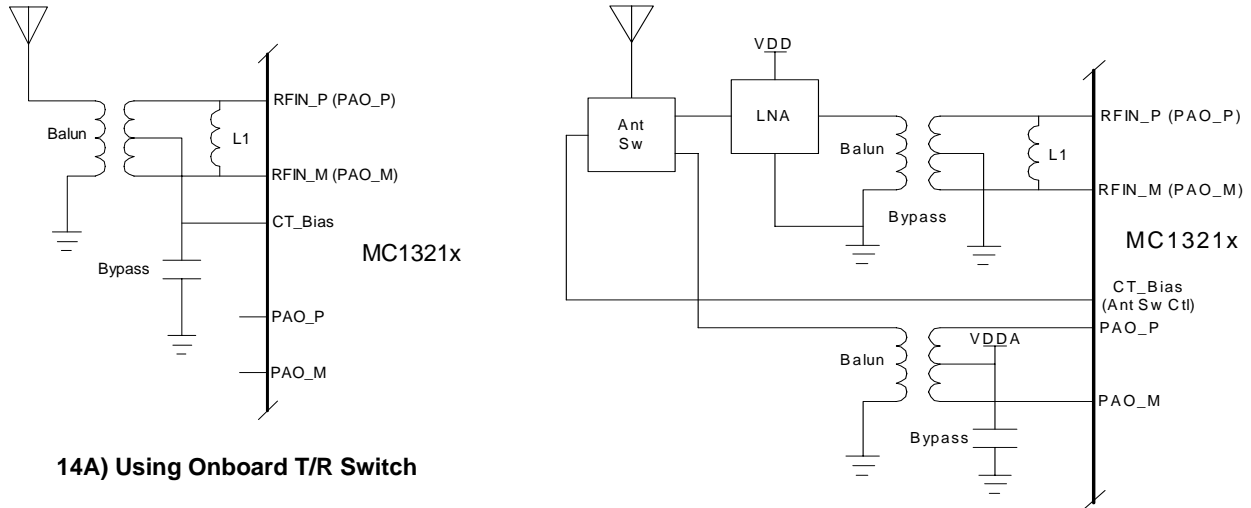 RFIN_P (PAO_P)
Balun
L1
RFIN_M (PAO_M)
CT_Bias
MC1321x
Bypass
PAO_P
PAO_M
14A) Using Onboard T/R Switch
VDD
Ant
Sw
LNA
RFIN_P (PAO_P)
Balun
L1
RFIN_M (PAO_M)
Bypass
MC1321x
CT_Bias
(Ant Sw Ctl)
PAO_P
VDDA
Balun
PAO_M
Bypass